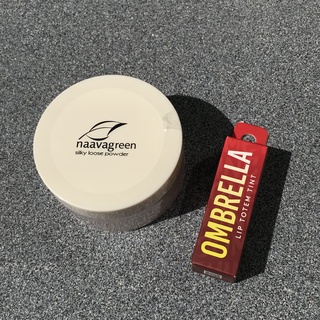 naavagreen
silky loose powder
OMBRELLA
LIP TOTEM TINT